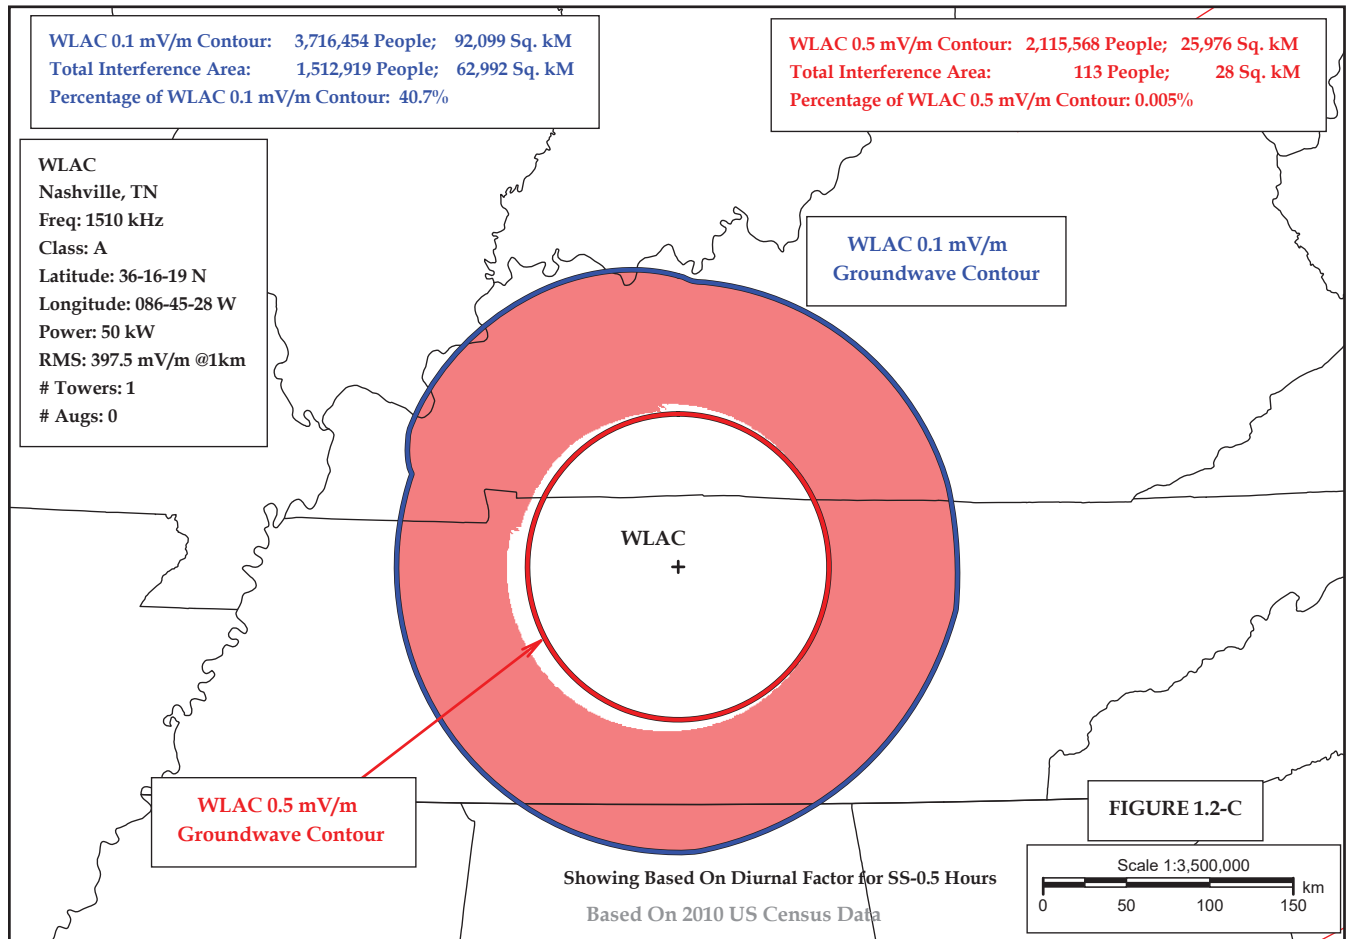 WLAC 0.1 mV/m Contour: 3,716,454 People; 92,099 Sq. kM
Total Interference Area: 1,512,919 People; 62,992 Sq. kM
Percentage of WLAC 0.1 mV/m Contour: 40.7%
WLAC 0.5 mV/m Contour: 2,115,568 People; 25,976 Sq. kM
Total Interference Area: 113 People; 28 Sq. kM
Percentage of WLAC 0.5 mV/m Contour: 0.005%
WLAC
Nashville, TN
Freq: 1510 kHz
Class: A
Latitude: 36-16-19 N
Longitude: 086-45-28 W
Power: 50 kW
RMS: 397.5 mV/m @1km
# Towers: 1
# Augs: 0
WLAC 0.1 mV/m
Groundwave Contour
WLAC
WLAC 0.5 mV/m
Groundwave Contour
FIGURE 1.2-C
Showing Based On Diurnal Factor for SS-0.5 Hours
Based On 2010 US Census Data
Scale 1:3,500,000
km
0 50 100 150